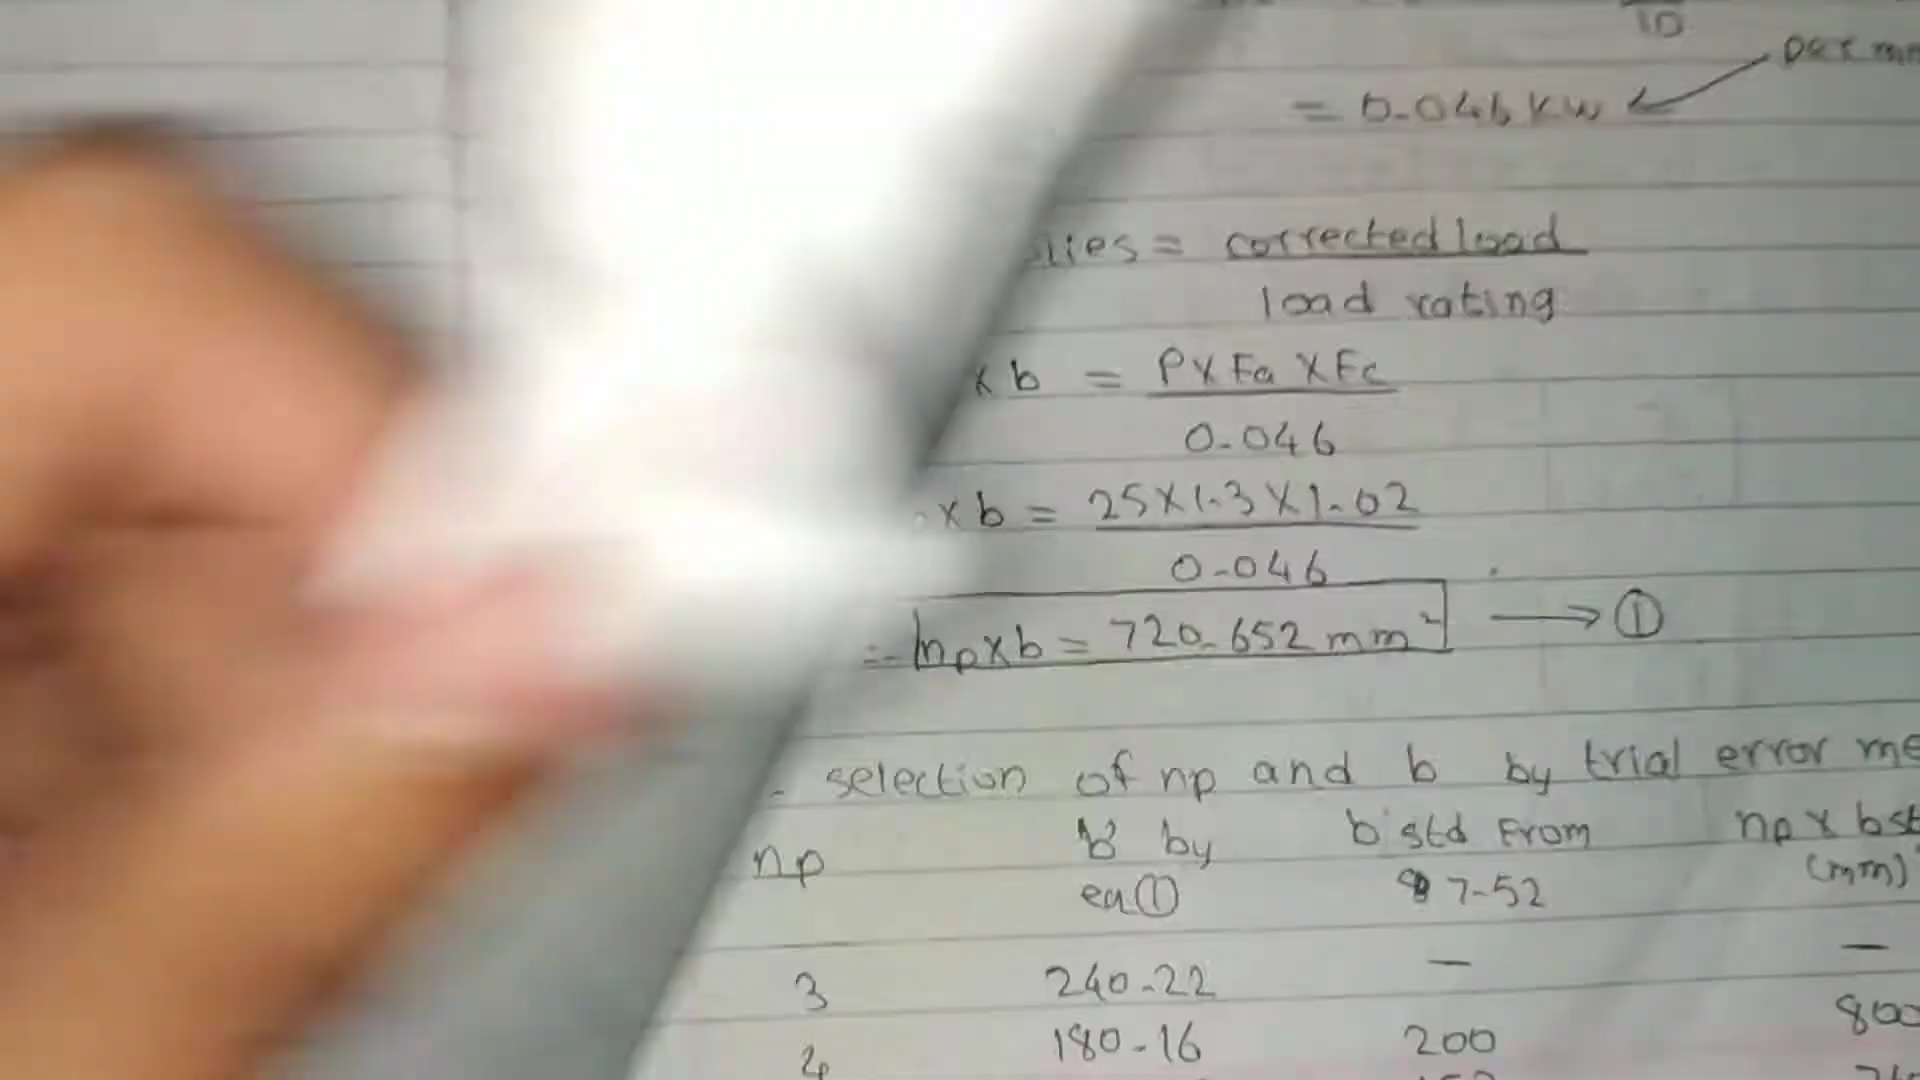 10
= 0.046 kw
lies = corrected load
load rating
x b = P x Fa x Fc
0.046
x b = 25 x 1.3 x 1.02
0.046
np x b = 720.652 mm² → ①
selection of np and b by trial error me
np b by b std From np x bst
eq ① 7-52 (mm)
3 240.22 — —
4 180.16 200 800